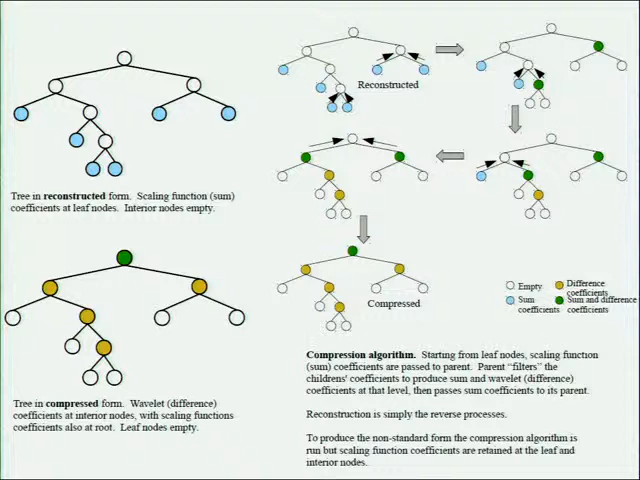 Tree in reconstructed form. Scaling function (sum)
coefficients at leaf nodes. Interior nodes empty.
Tree in compressed form. Wavelet (difference)
coefficients at interior nodes, with scaling functions
coefficients also at root. Leaf nodes empty.
Reconstructed
Compressed
Empty
Difference
coefficients
Sum
coefficients
Sum and difference
coefficients
Compression algorithm. Starting from leaf nodes, scaling function
(sum) coefficients are passed to parent. Parent “filters” the
childrens' coefficients to produce sum and wavelet (difference)
coefficients at that level, then passes sum coefficients to its parent.
Reconstruction is simply the reverse processes.
To produce the non-standard form the compression algorithm is
run but scaling function coefficients are retained at the leaf and
interior nodes.